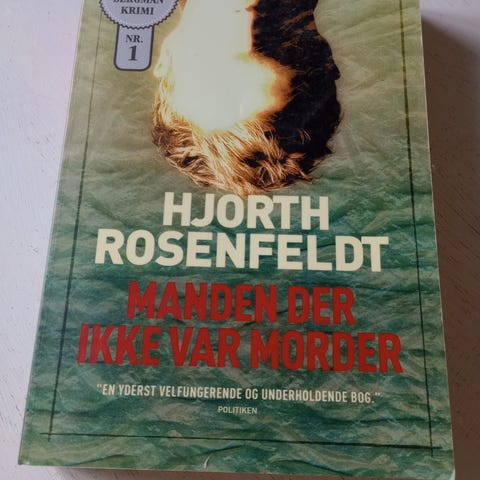 BERGMAN
KRIMI
NR.
1
HJORTH
ROSENFELDT
MANDEN DER
IKKE VAR MORDER
"EN YDERST VELFUNGERENDE OG UNDERHOLDENDE BOG."
POLITIKEN